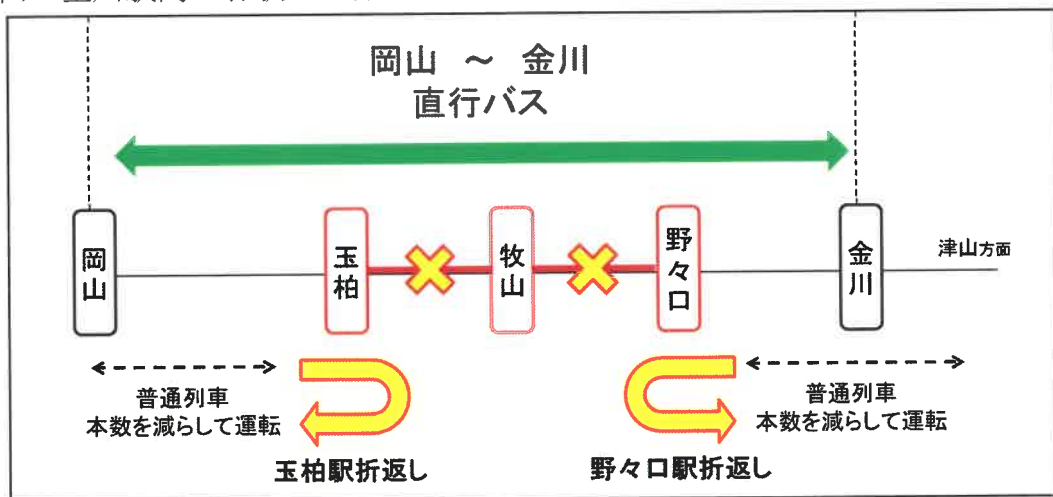 岡山 ～ 金川
直行バス
岡山
玉柏
牧山
野々口
金川
津山方面
普通列車
本数を減らして運転
普通列車
本数を減らして運転
玉柏駅折返し
野々口駅折返し